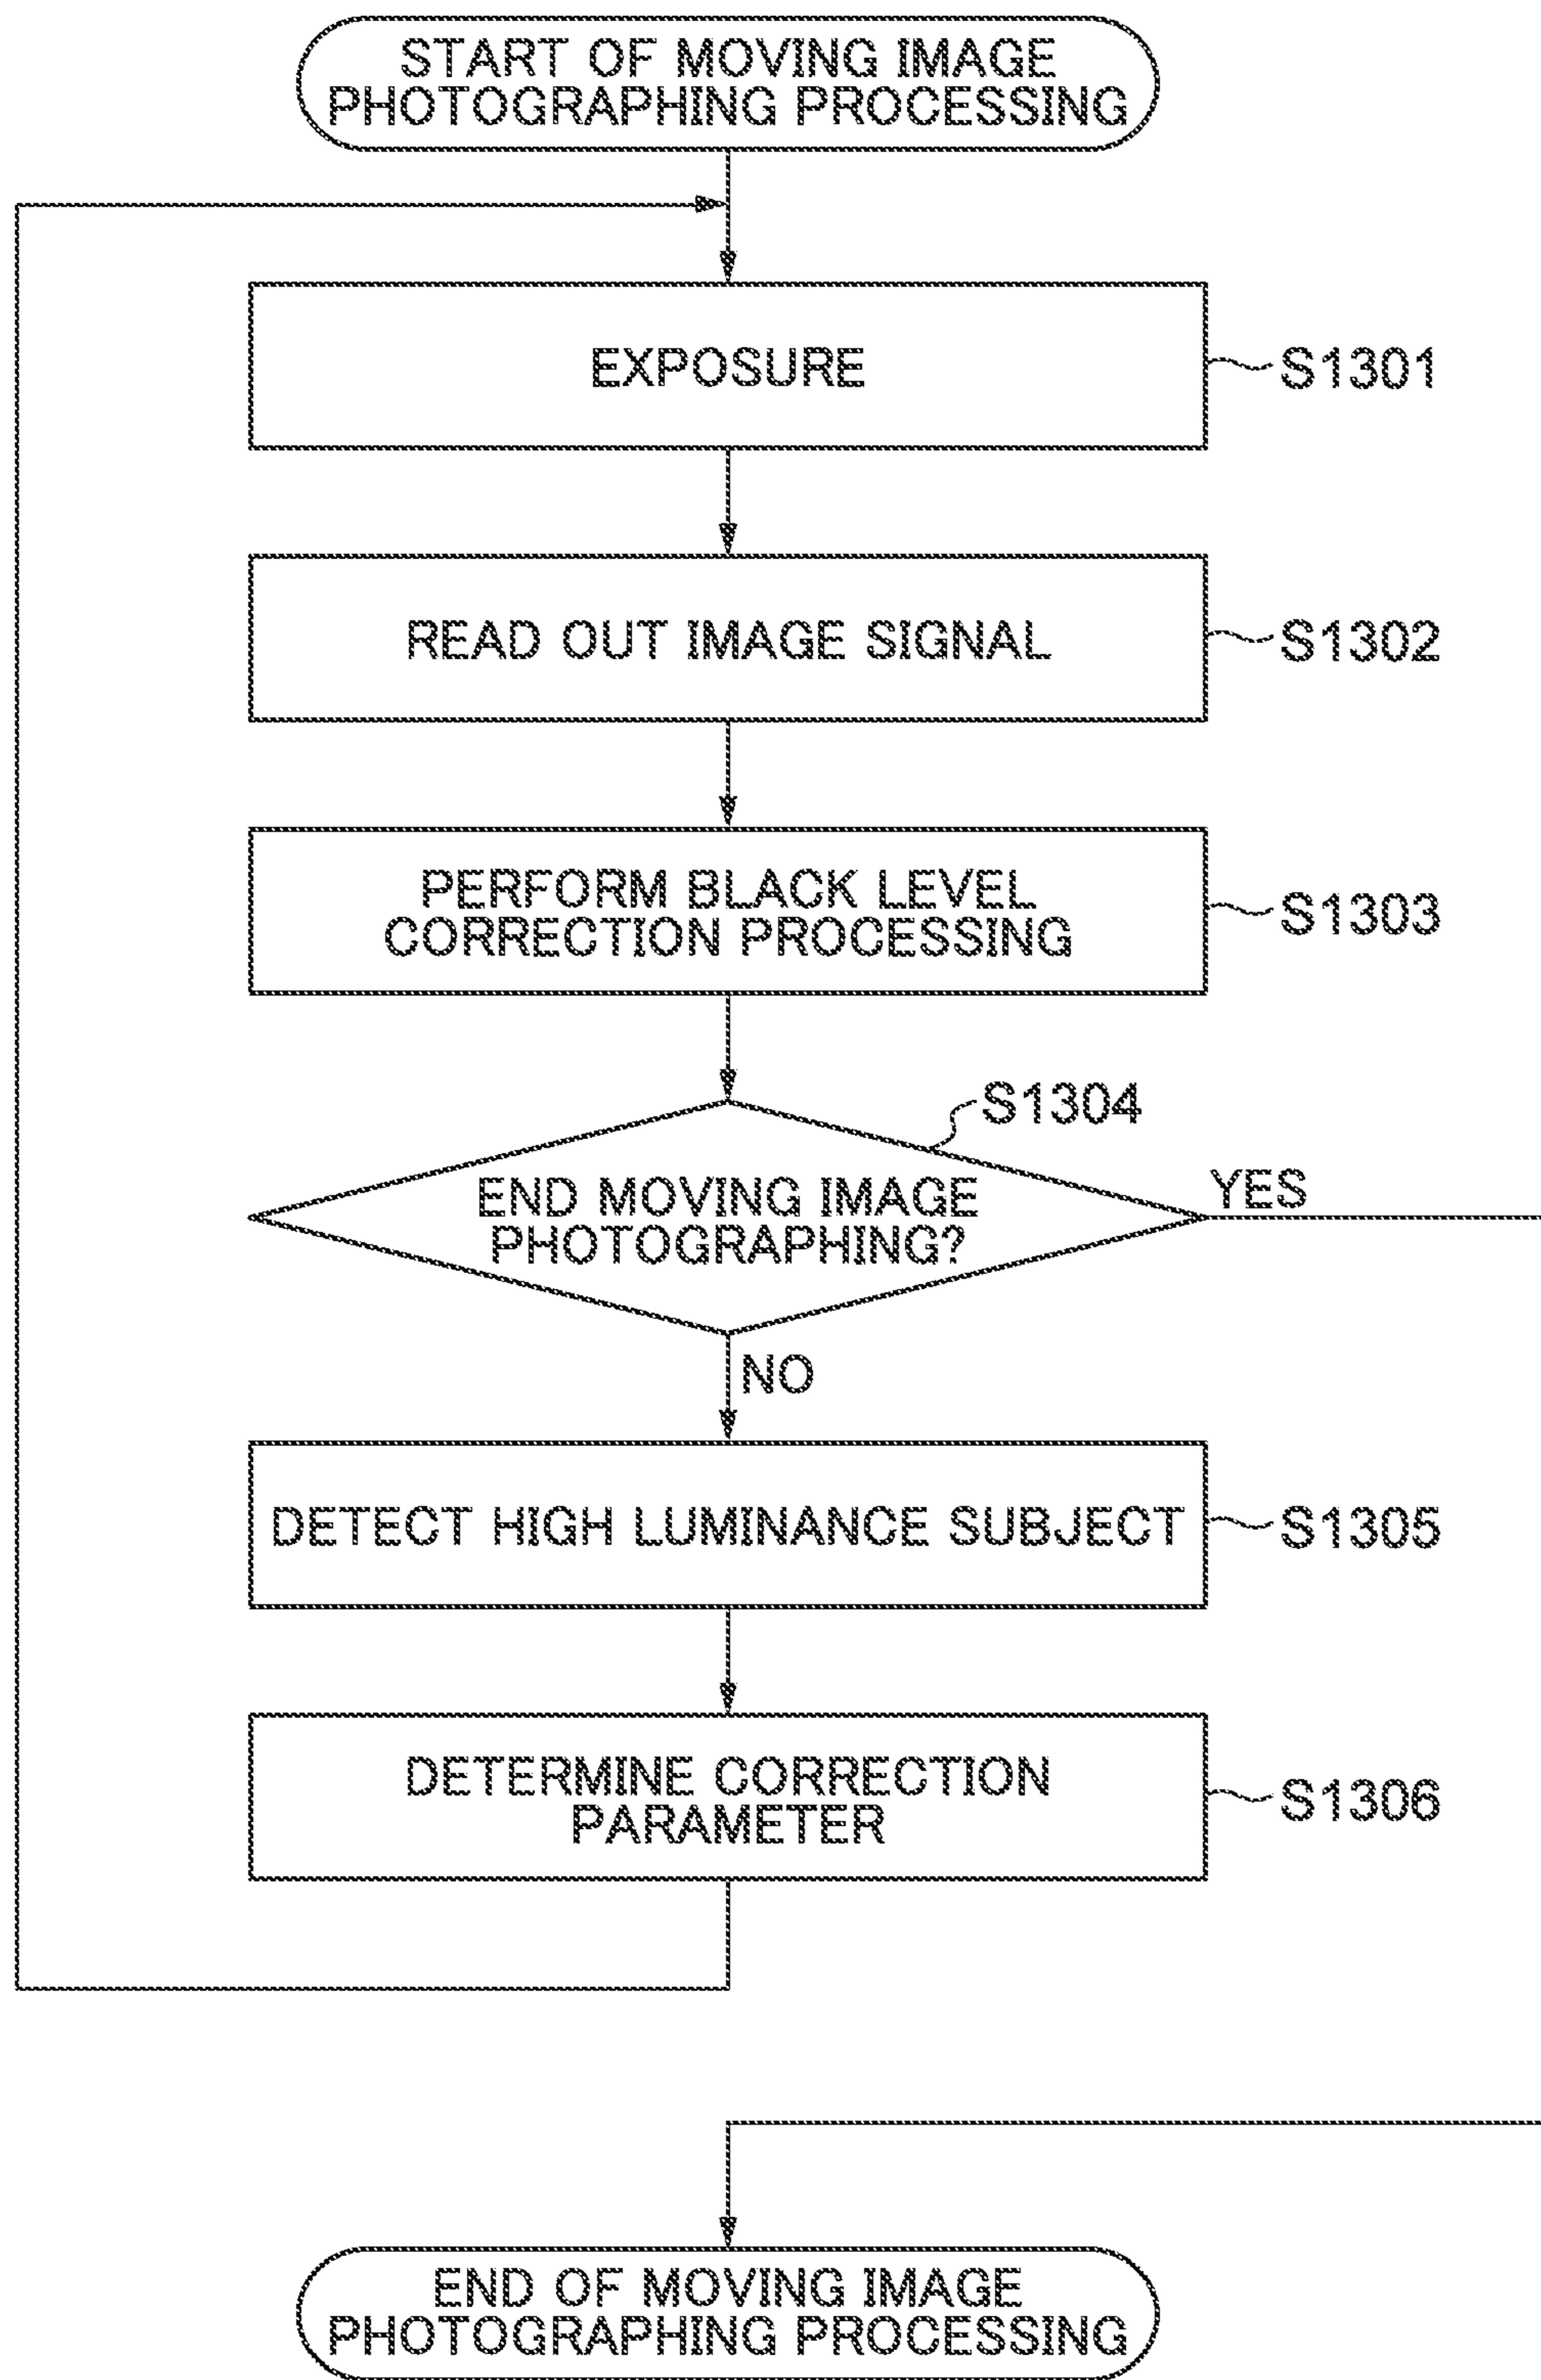 START OF MOVING IMAGE
PHOTOGRAPHING PROCESSING
EXPOSURE
S1301
READ OUT IMAGE SIGNAL
S1302
PERFORM BLACK LEVEL
CORRECTION PROCESSING
S1303
S1304
END MOVING IMAGE
PHOTOGRAPHING?
YES
NO
DETECT HIGH LUMINANCE SUBJECT
S1305
DETERMINE CORRECTION
PARAMETER
S1306
END OF MOVING IMAGE
PHOTOGRAPHING PROCESSING